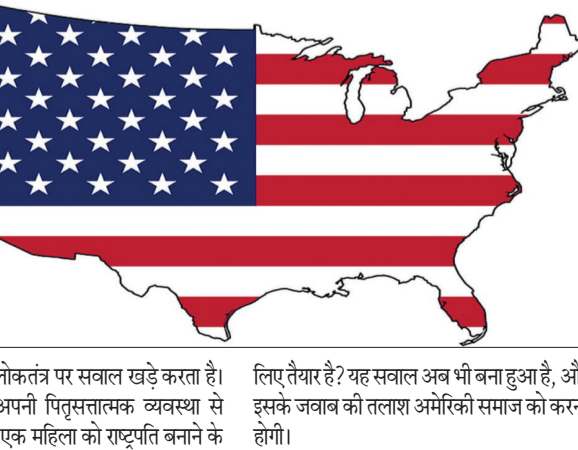 लोकतंत्र पर सवाल खड़े करता है।
अपनी पितृसत्तात्मक व्यवस्था से
एक महिला को राष्ट्रपति बनाने के
लिए तैयार है? यह सवाल अब भी बना हुआ है,
इसके जवाब की तलाश अमेरिकी समाज को
होगी।